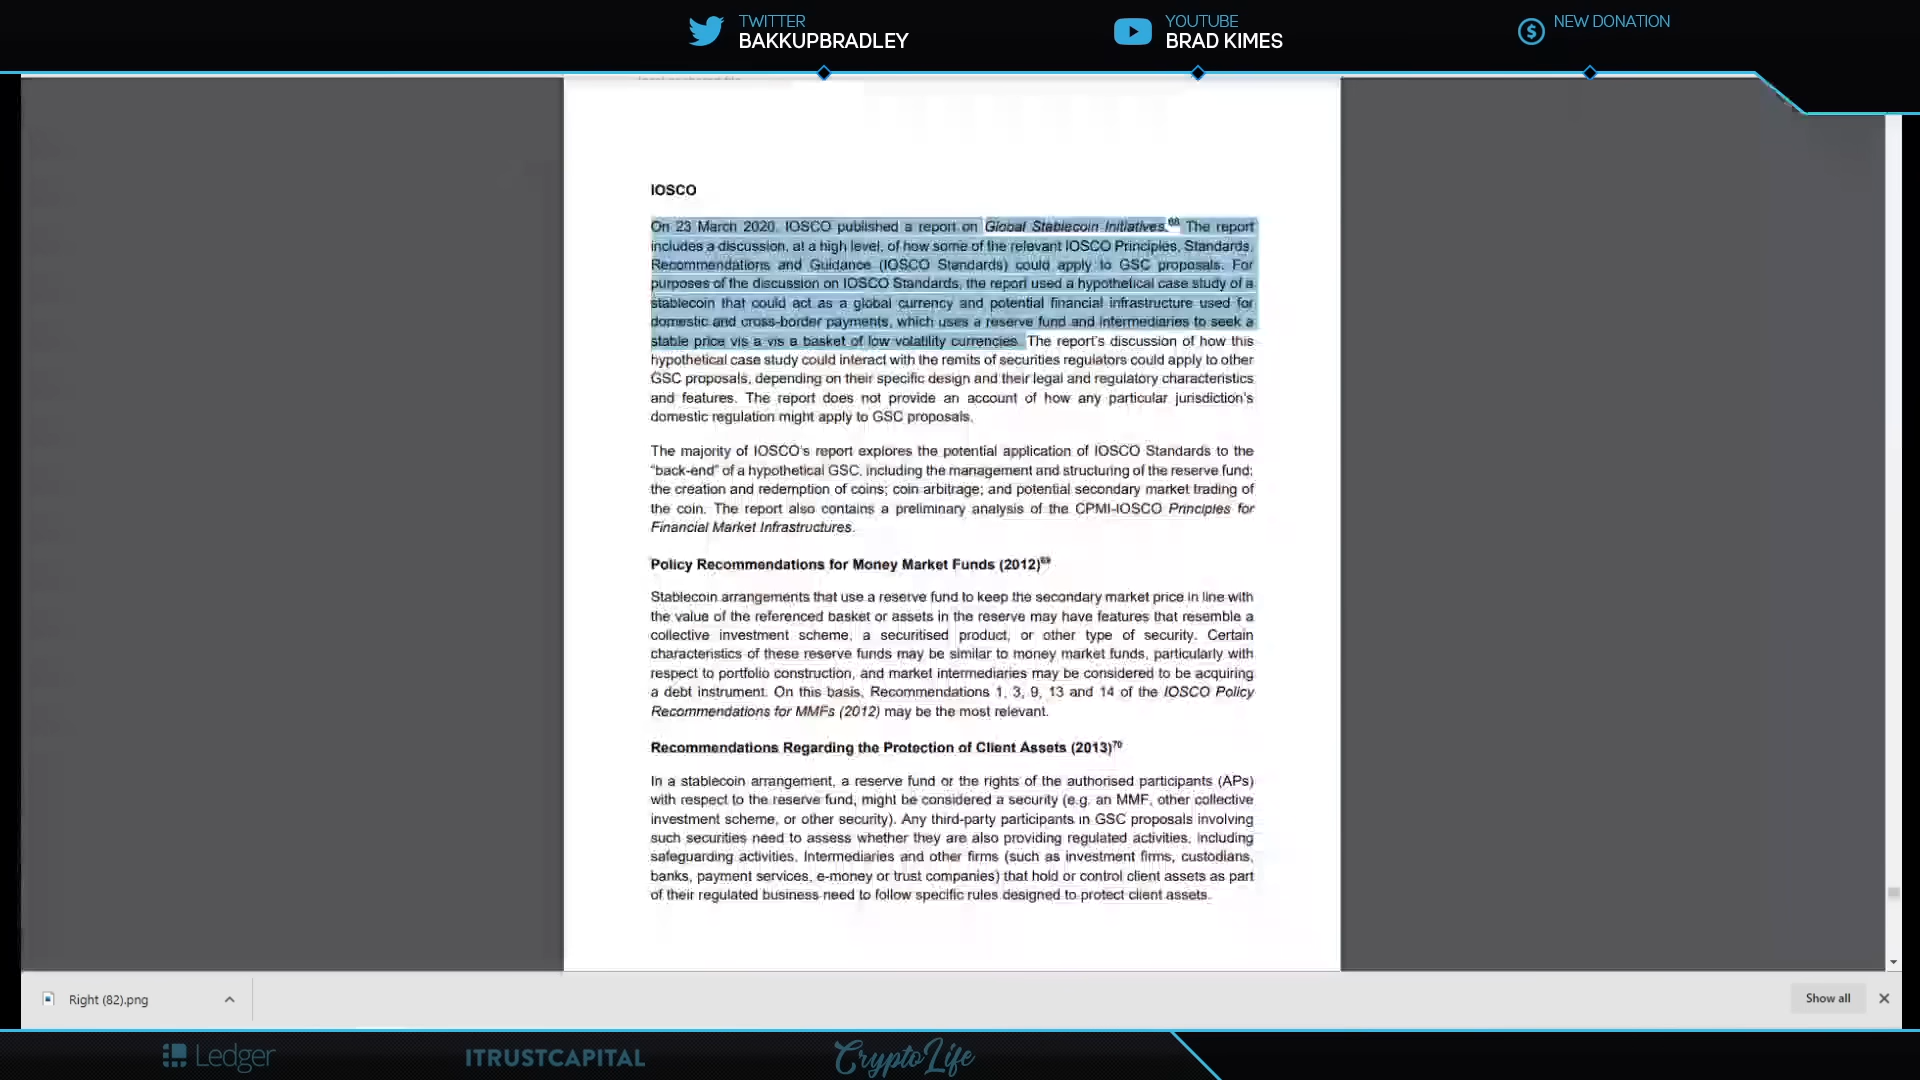 TWITTER
BAKKUPBRADLEY
YOUTUBE
BRAD KIMES
NEW DONATION
IOSCO
On 23 March 2020, IOSCO published a report on Global Stablecoin Initiatives.68 The report
includes a discussion, at a high level, of how some of the relevant IOSCO Principles, Standards,
Recommendations and Guidance (IOSCO Standards) could apply to GSC proposals. For
purposes of the discussion on IOSCO Standards, the report used a hypothetical case study of a
stablecoin that could act as a global currency and potential financial infrastructure used for
domestic and cross-border payments, which uses a reserve fund and intermediaries to seek a
stable price vis a vis a basket of low volatility currencies. The report's discussion of how this
hypothetical case study could interact with the remits of securities regulators could apply to other
GSC proposals, depending on their specific design and their legal and regulatory characteristics
and features. The report does not provide an account of how any particular jurisdiction's
domestic regulation might apply to GSC proposals.
The majority of IOSCO's report explores the potential application of IOSCO Standards to the
"back-end" of a hypothetical GSC, including the management and structuring of the reserve fund;
the creation and redemption of coins; coin arbitrage; and potential secondary market trading of
the coin. The report also contains a preliminary analysis of the CPMI-IOSCO Principles for
Financial Market Infrastructures.
Policy Recommendations for Money Market Funds (2012)69
Stablecoin arrangements that use a reserve fund to keep the secondary market price in line with
the value of the referenced basket or assets in the reserve may have features that resemble a
collective investment scheme, a securitised product, or other type of security. Certain
characteristics of these reserve funds may be similar to money market funds, particularly with
respect to portfolio construction, and market intermediaries may be considered to be acquiring
a debt instrument. On this basis, Recommendations 1, 3, 9, 13 and 14 of the IOSCO Policy
Recommendations for MMFs (2012) may be the most relevant.
Recommendations Regarding the Protection of Client Assets (2013)70
In a stablecoin arrangement, a reserve fund or the rights of the authorised participants (APs)
with respect to the reserve fund, might be considered a security (e.g. an MMF, other collective
investment scheme, or other security). Any third-party participants in GSC proposals involving
such securities need to assess whether they are also providing regulated activities, including
safeguarding activities. Intermediaries and other firms (such as investment firms, custodians,
banks, payment services, e-money or trust companies) that hold or control client assets as part
of their regulated business need to follow specific rules designed to protect client assets.
Right (82).png
Show all
Ledger
ITRUSTCAPITAL
CryptoLife